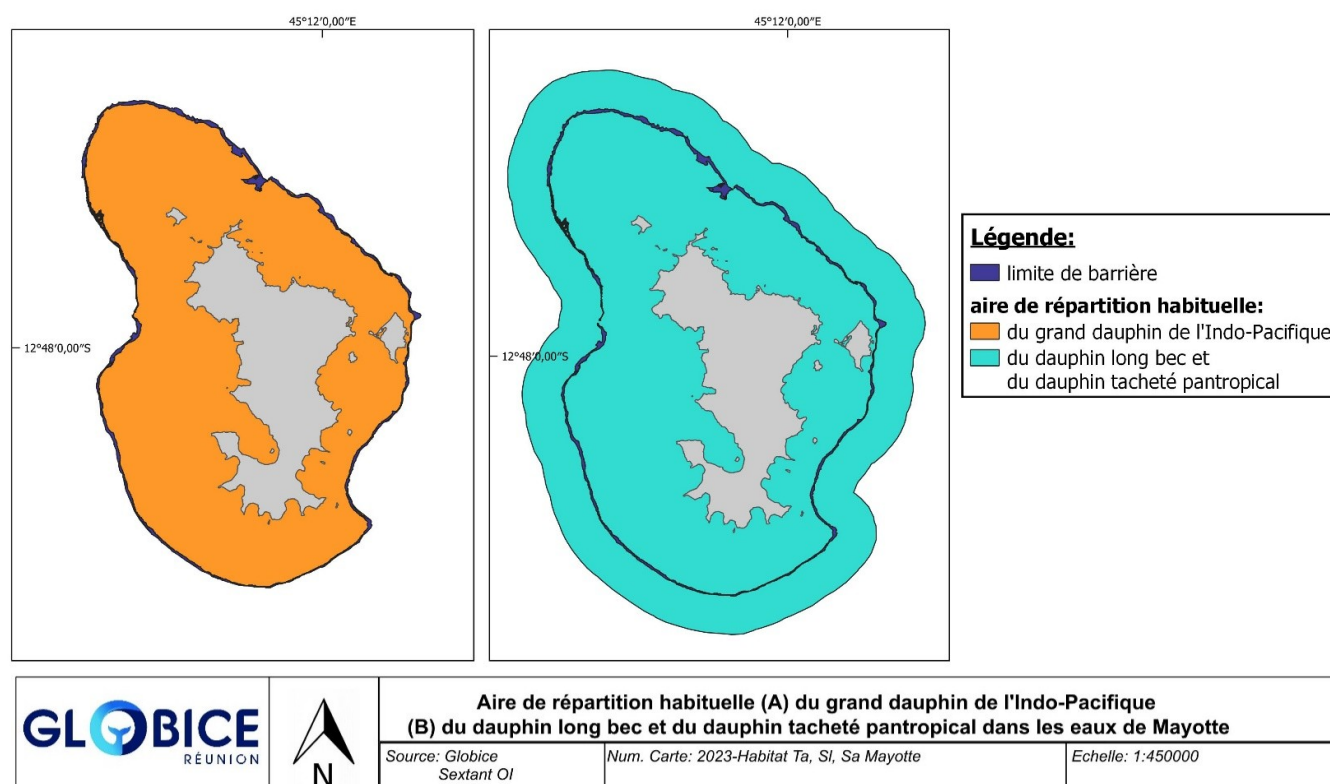 45°12'0,00"E
45°12'0,00"E
12°48'0,00"S
12°48'0,00"S
Légende:
limite de barrière
aire de répartition habituelle:
du grand dauphin de l'Indo-Pacifique
du dauphin long bec et
du dauphin tacheté pantropical
GLOBICE
RÉUNION
N
Aire de répartition habituelle (A) du grand dauphin de l'Indo-Pacifique
(B) du dauphin long bec et du dauphin tacheté pantropical dans les eaux de Mayotte
Source: Globice
Sextant OI
Num. Carte: 2023-Habitat Ta, Sl, Sa Mayotte
Echelle: 1:450000